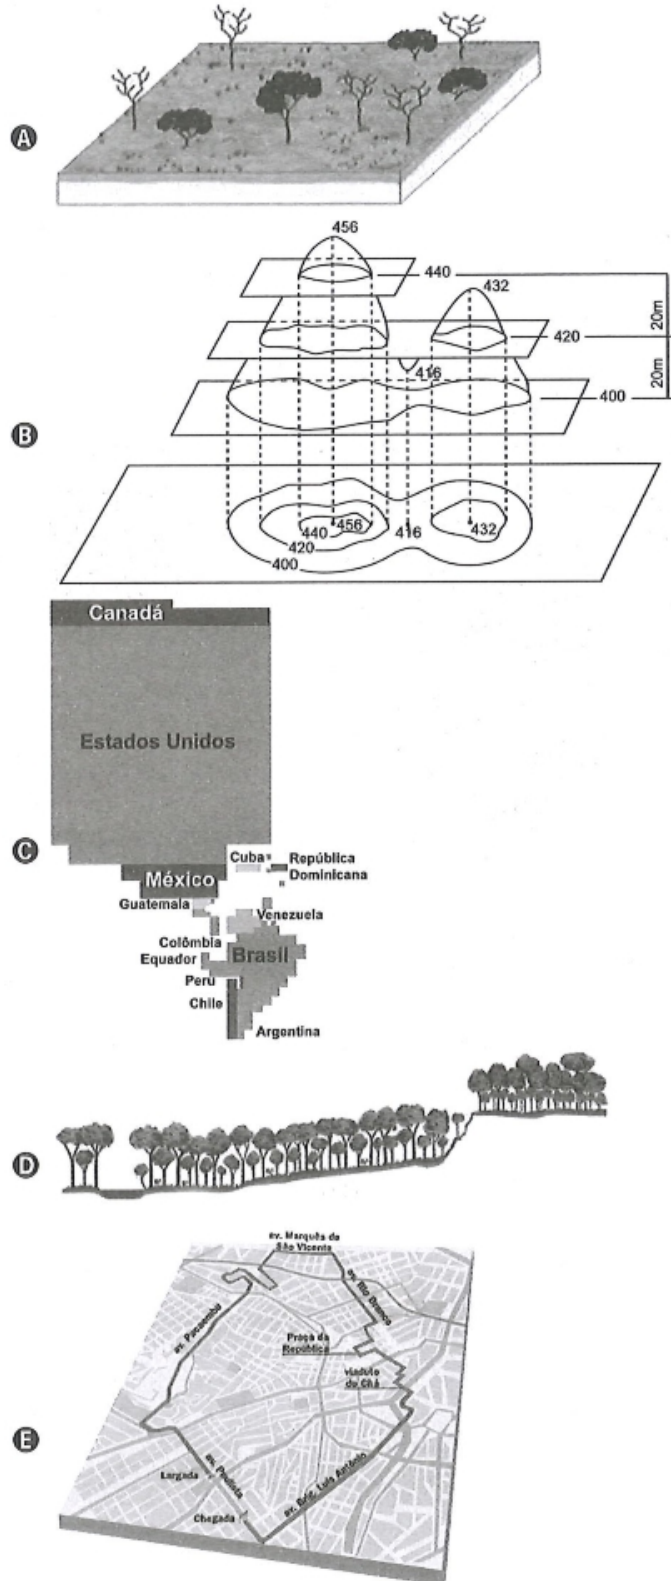 A
456
440
432
20m
420
416
20m
400
B
440
456
416
432
420
400
Canadá
Estados Unidos
C
Cuba
República
Dominicana
México
Guatemala
Venezuela
Colômbia
Equador
Brasil
Peru
Chile
Argentina
D
av. Marquês de
São Vicente
av. Rio Branco
av. Pacaembu
Praça da
República
viaduto
do Chá
E
Largada
av. Paulista
av. Brig. Luís Antônio
Chegada